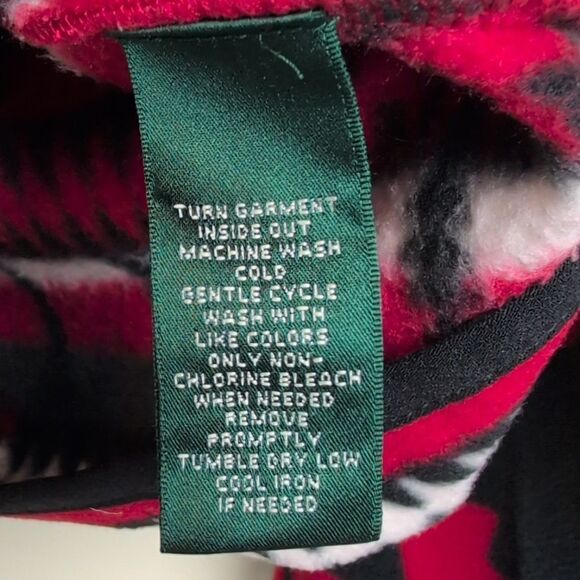 TURN GARMENT
INSIDE OUT
MACHINE WASH
COLD
GENTLE CYCLE
WASH WITH
LIKE COLORS
ONLY NON-
CHLORINE BLEACH
WHEN NEEDED
REMOVE
PROMPTLY
TUMBLE DRY LOW
COOL IRON
IF NEEDED